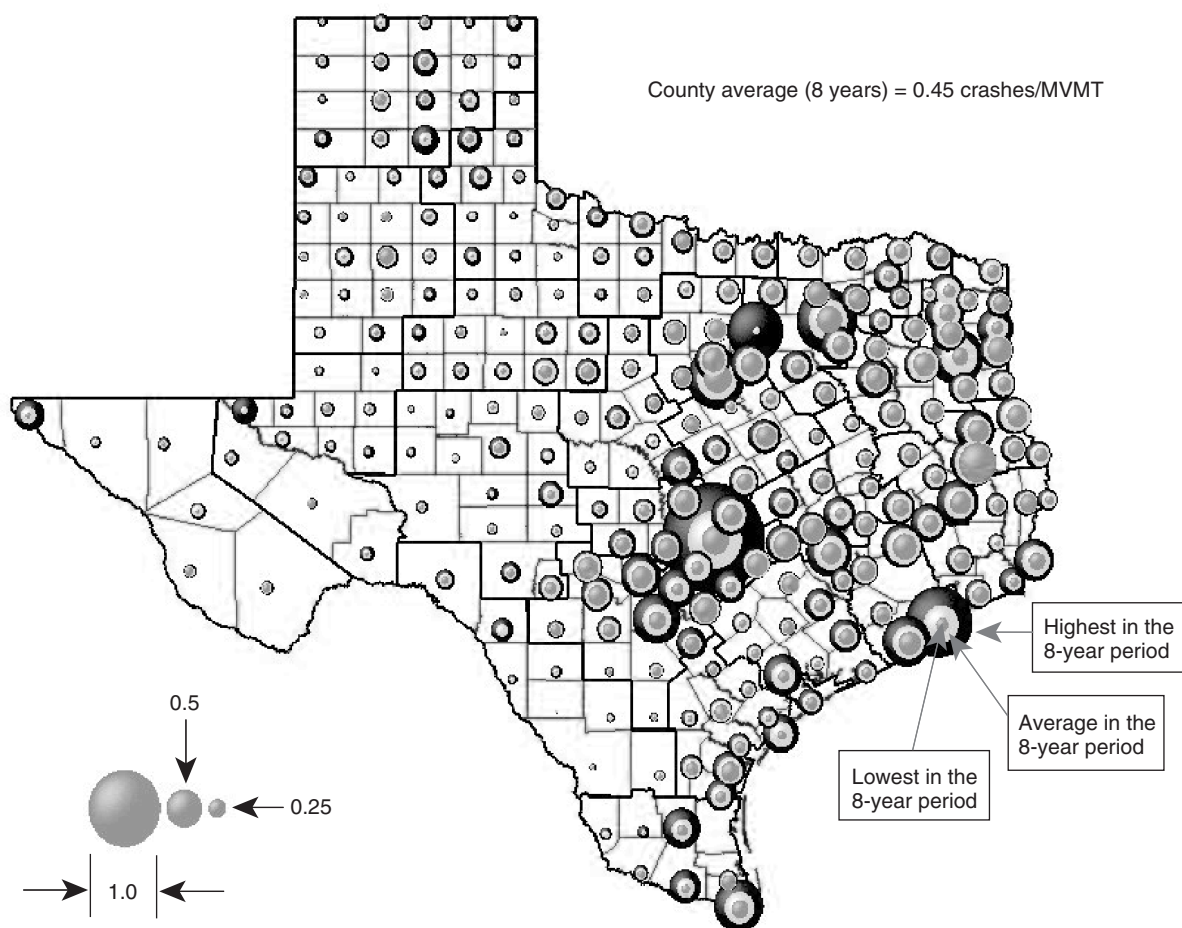 County average (8 years) = 0.45 crashes/MVMT
Highest in the
8-year period
Average in the
8-year period
Lowest in the
8-year period
0.5
0.25
1.0